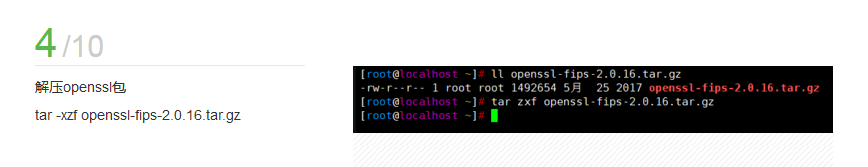 4/10
解压openssl包
tar -xzf openssl-fips-2.0.16.tar.gz
[root@localhost ~]# ll openssl-fips-2.0.16.tar.gz
-rw-r--r-- 1 root root 1492654 5月  25 2017 openssl-fips-2.0.16.tar.gz
[root@localhost ~]# tar zxf openssl-fips-2.0.16.tar.gz
[root@localhost ~]#